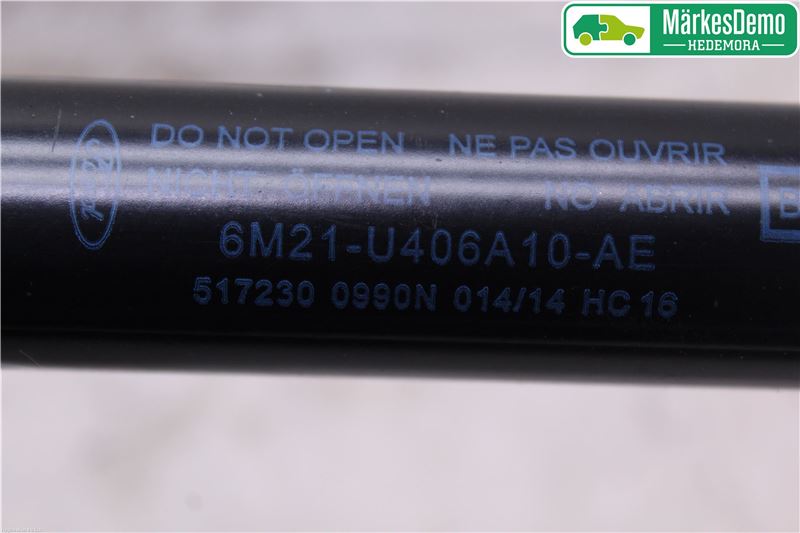 MärkesDemo
HEDEMORA
Ford
DO NOT OPEN NE PAS OUVRIR
NICHT ÖFFNEN NO ABRIR
B
6M21-U406A10-AE
517230 0990N 014/14 HC 16